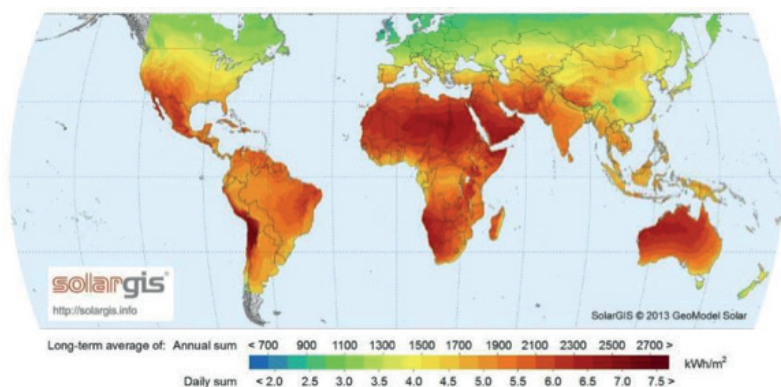 solargis
http://solargis.info
SolarGIS © 2013 GeoModel Solar
Long-term average of: Annual sum < 700 900 1100 1300 1500 1700 1900 2100 2300 2500 2700 >
kWh/m²
Daily sum < 2.0 2.5 3.0 3.5 4.0 4.5 5.0 5.5 6.0 6.5 7.0 7.5 >